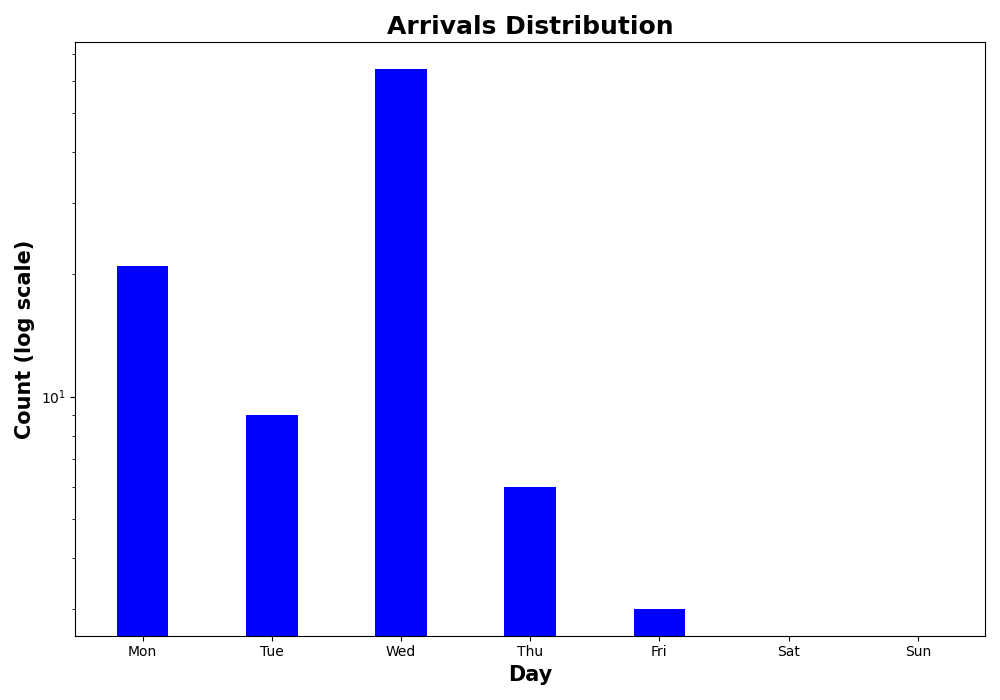 Arrivals Distribution
Count (log scale)
10¹
Mon Tue Wed Thu Fri Sat Sun
Day